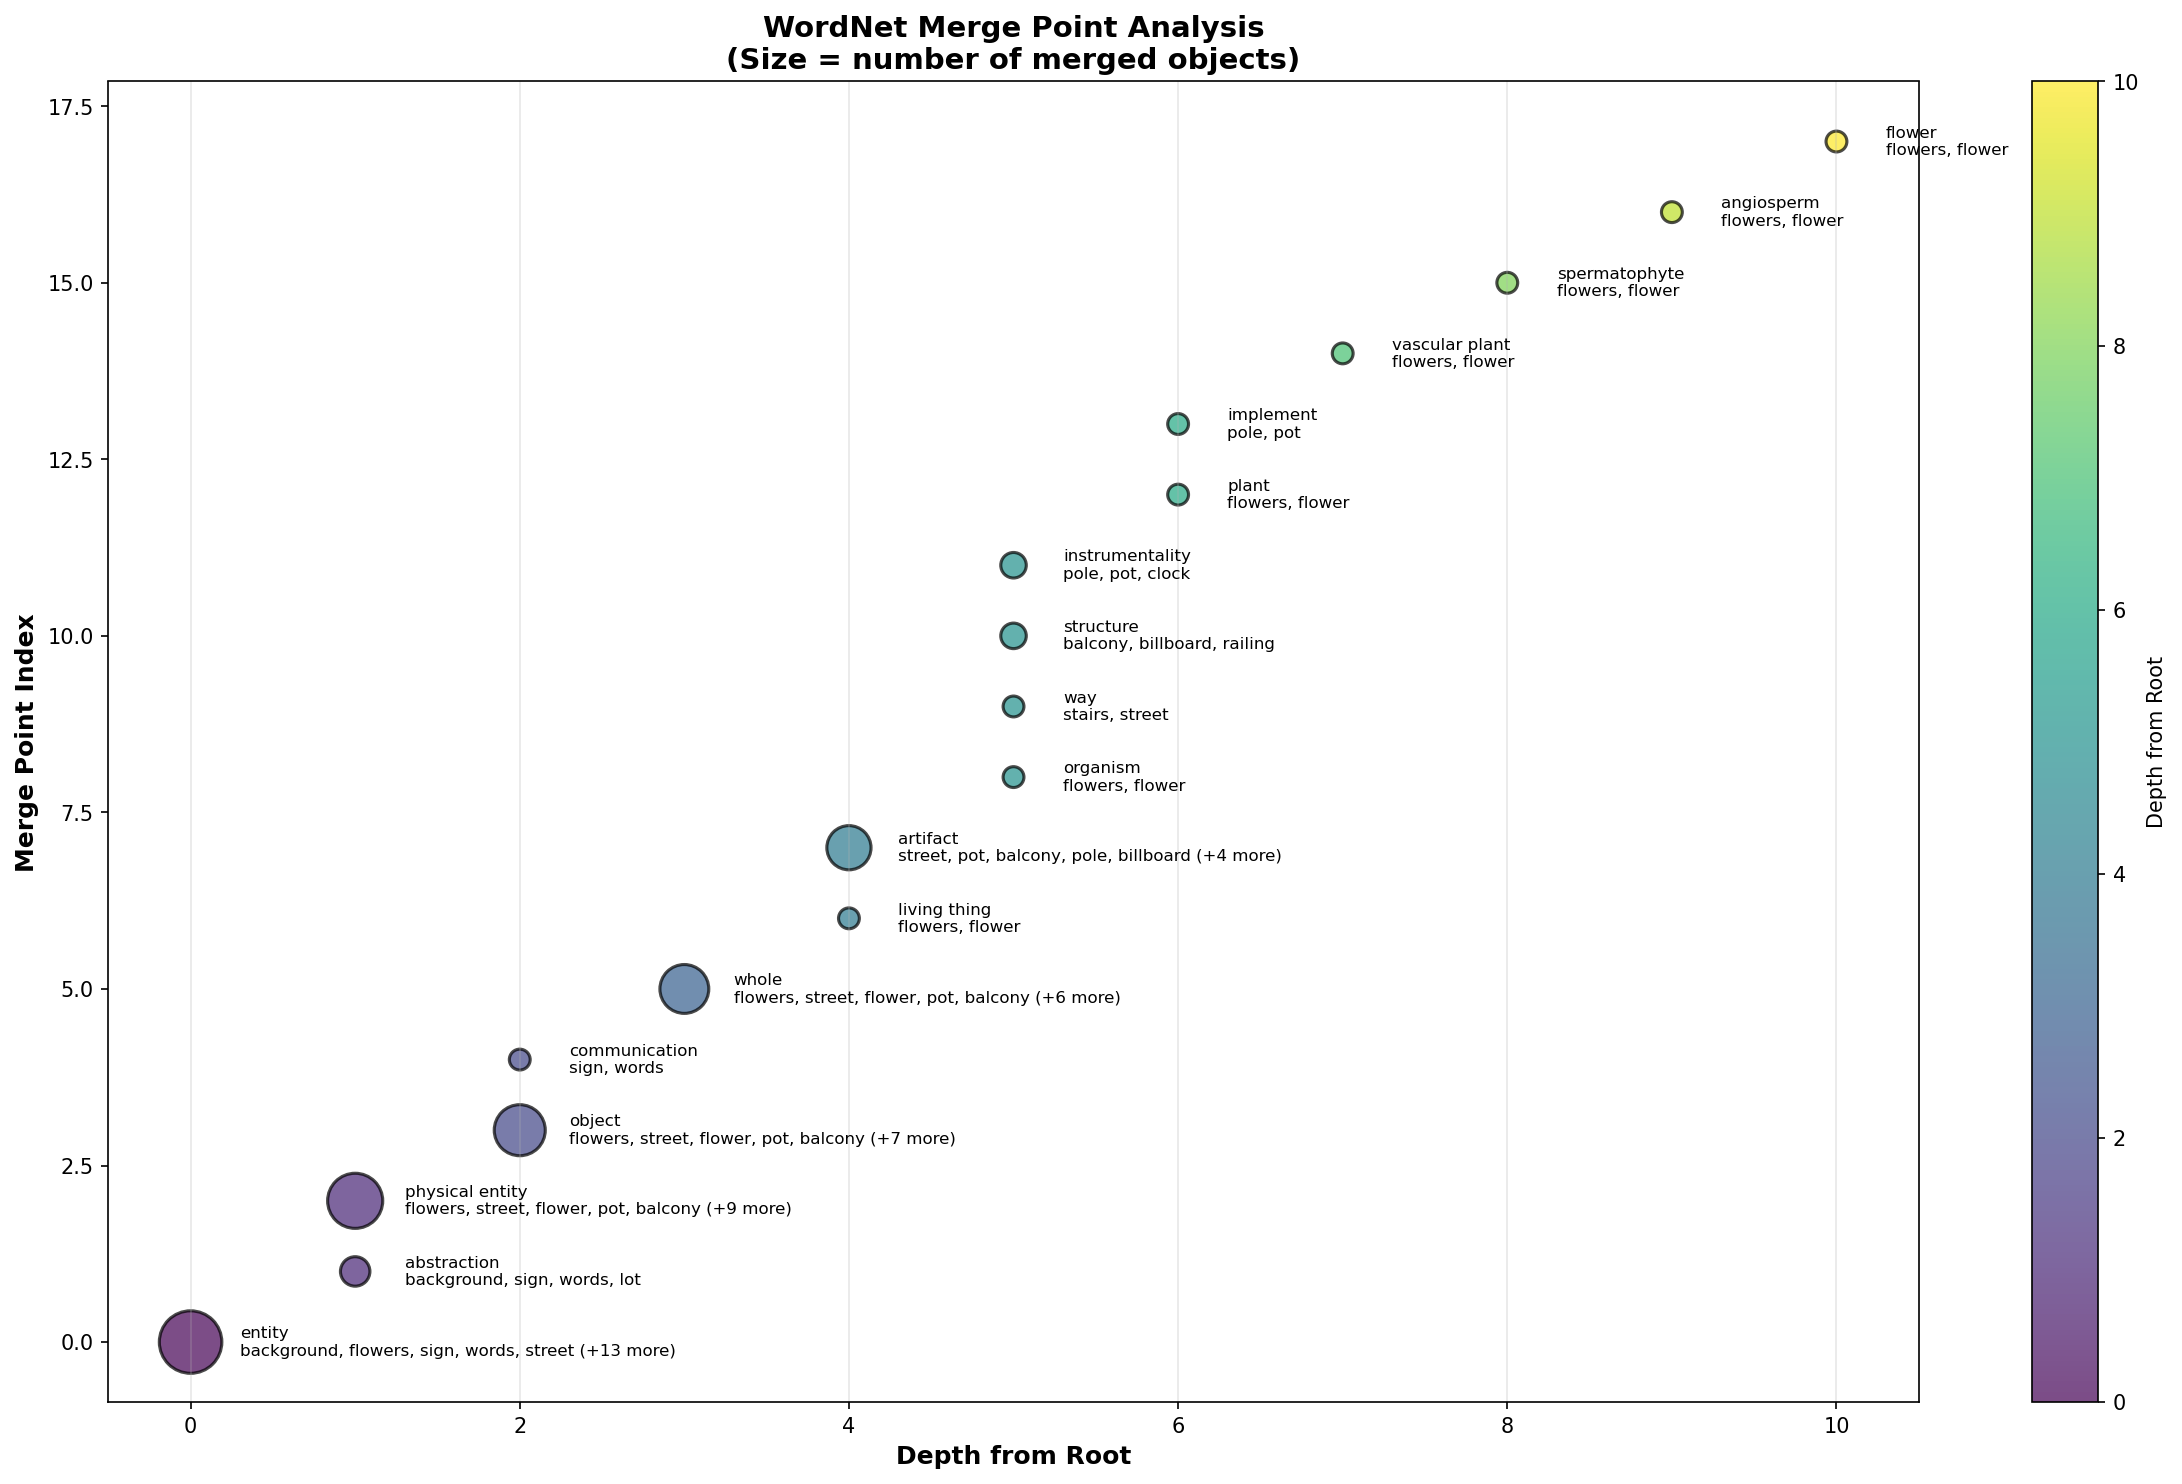 WordNet Merge Point Analysis
(Size = number of merged objects)
17.5
15.0
12.5
10.0
7.5
5.0
2.5
0.0
Merge Point Index
flower
flowers, flower
angiosperm
flowers, flower
spermatophyte
flowers, flower
vascular plant
flowers, flower
implement
pole, pot
plant
flowers, flower
instrumentality
pole, pot, clock
structure
balcony, billboard, railing
way
stairs, street
organism
flowers, flower
artifact
street, pot, balcony, pole, billboard (+4 more)
living thing
flowers, flower
whole
flowers, street, flower, pot, balcony (+6 more)
communication
sign, words
object
flowers, street, flower, pot, balcony (+7 more)
physical entity
flowers, street, flower, pot, balcony (+9 more)
abstraction
background, sign, words, lot
entity
background, flowers, sign, words, street (+13 more)
0
2
4
6
8
10
Depth from Root
10
8
6
4
2
0
Depth from Root